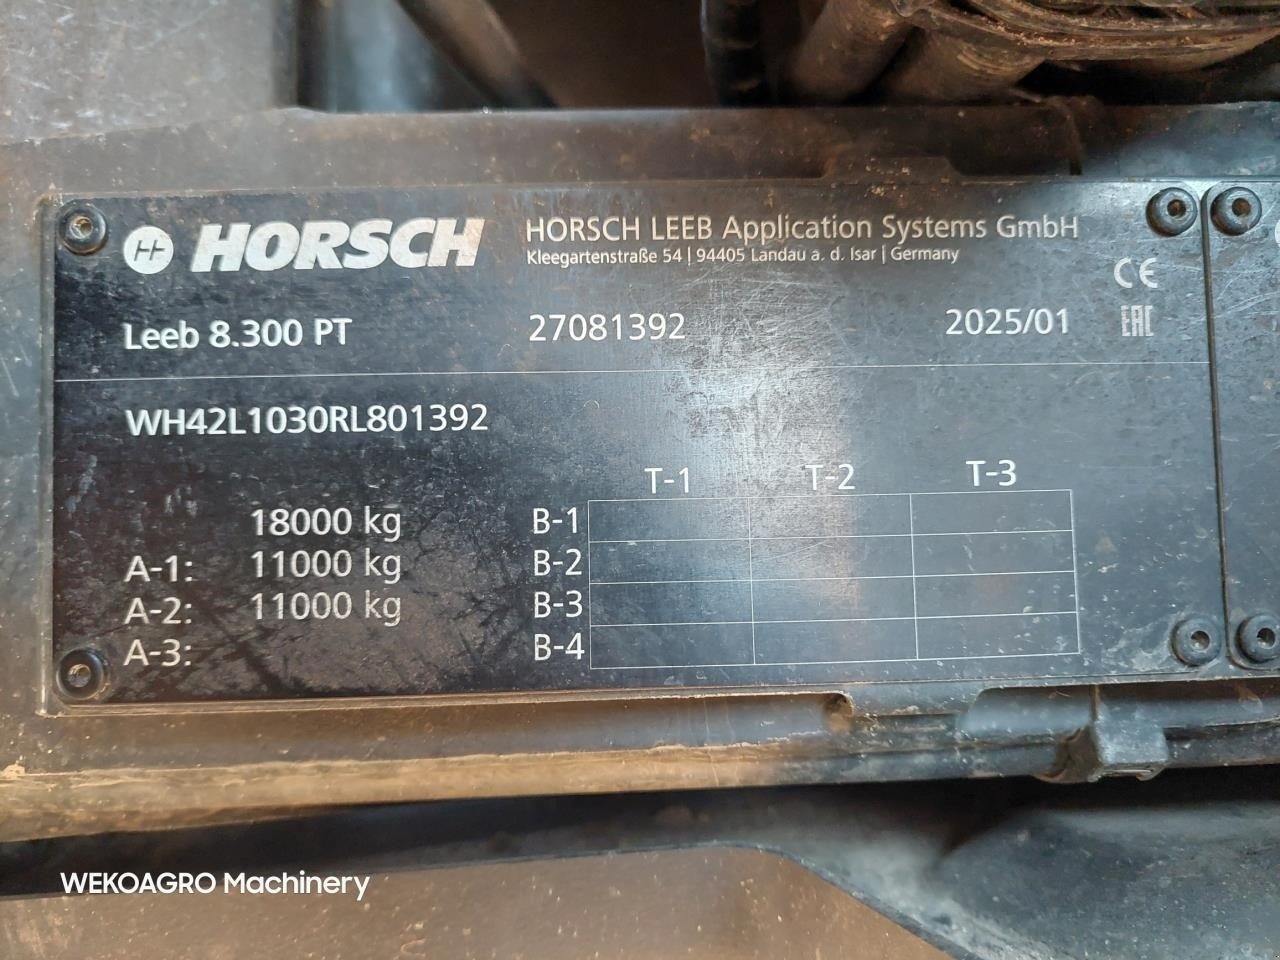 HORSCH
HORSCH LEEB Application Systems GmbH
Kleegartenstraße 54 | 94405 Landau a. d. Isar | Germany
CE
Leeb 8.300 PT 27081392 2025/01 EAC
WH42L1030RL801392
T-1 T-2 T-3
18000 kg B-1
A-1: 11000 kg B-2
A-2: 11000 kg B-3
A-3: B-4
WEKOAGRO Machinery